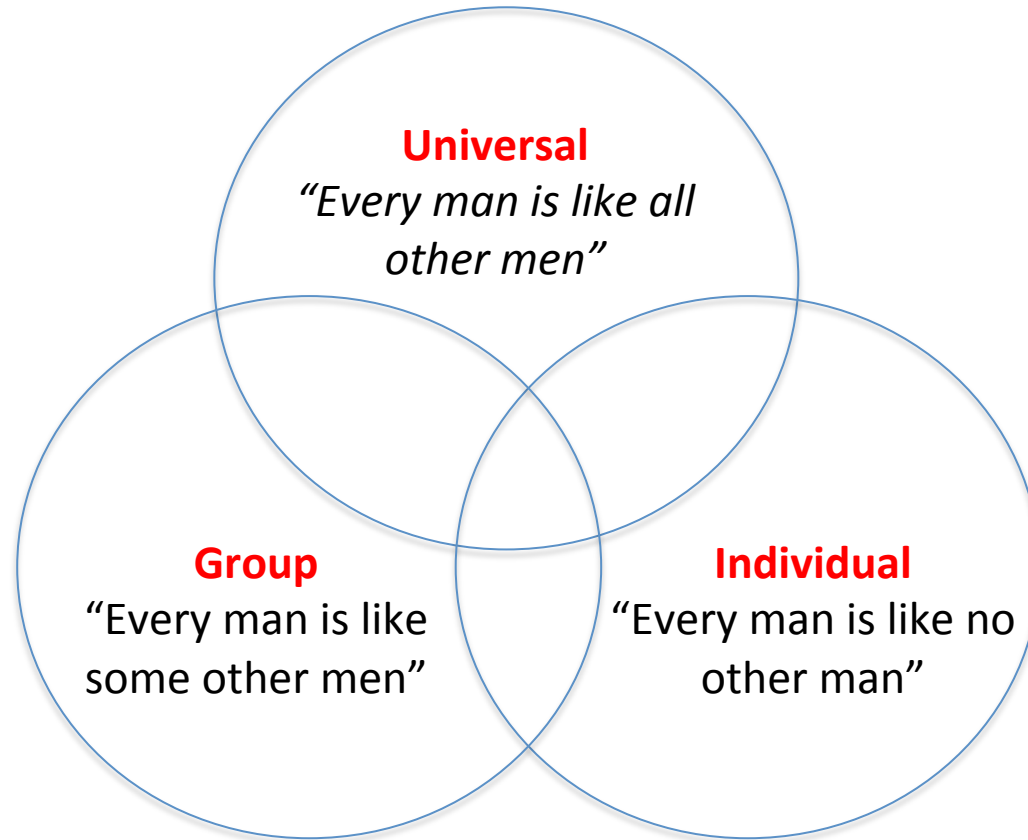 Universal
“Every man is like all
other men”
Group
“Every man is like
some other men”
Individual
“Every man is like no
other man”